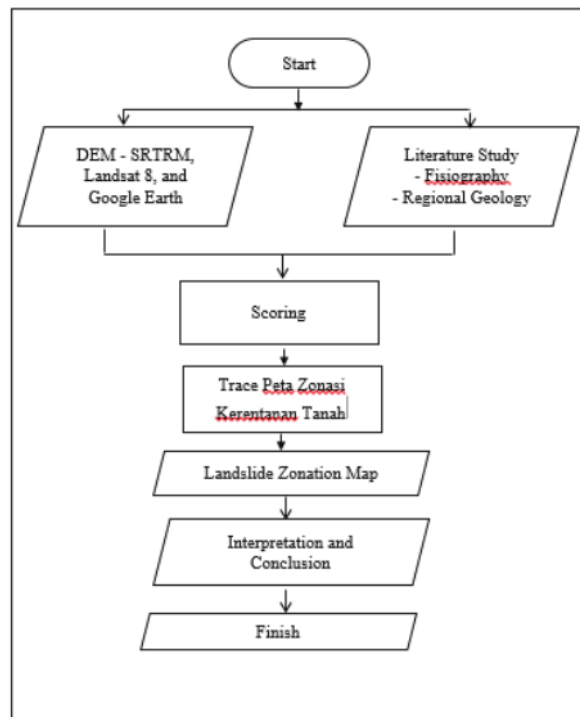 Start
DEM - SRTRM,
Landsat 8, and
Google Earth
Literature Study
- Fisiography
- Regional Geology
Scoring
Trace Peta Zonasi
Kerentanan Tanah
Landslide Zonation Map
Interpretation and
Conclusion
Finish